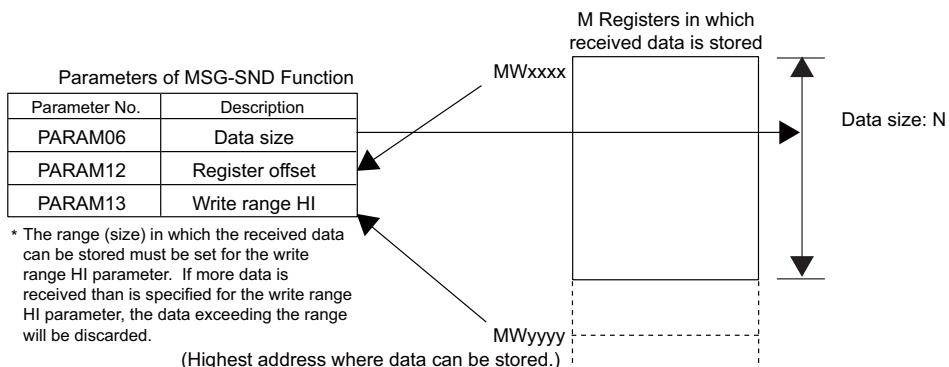 M Registers in which
received data is stored
MWxxxx
Parameters of MSG-SND Function
Parameter No. Description
PARAM06 Data size
PARAM12 Register offset
PARAM13 Write range HI
Data size: N
* The range (size) in which the received data
can be stored must be set for the write
range HI parameter. If more data is
received than is specified for the write range
HI parameter, the data exceeding the range
will be discarded.
MWyyyy
(Highest address where data can be stored.)